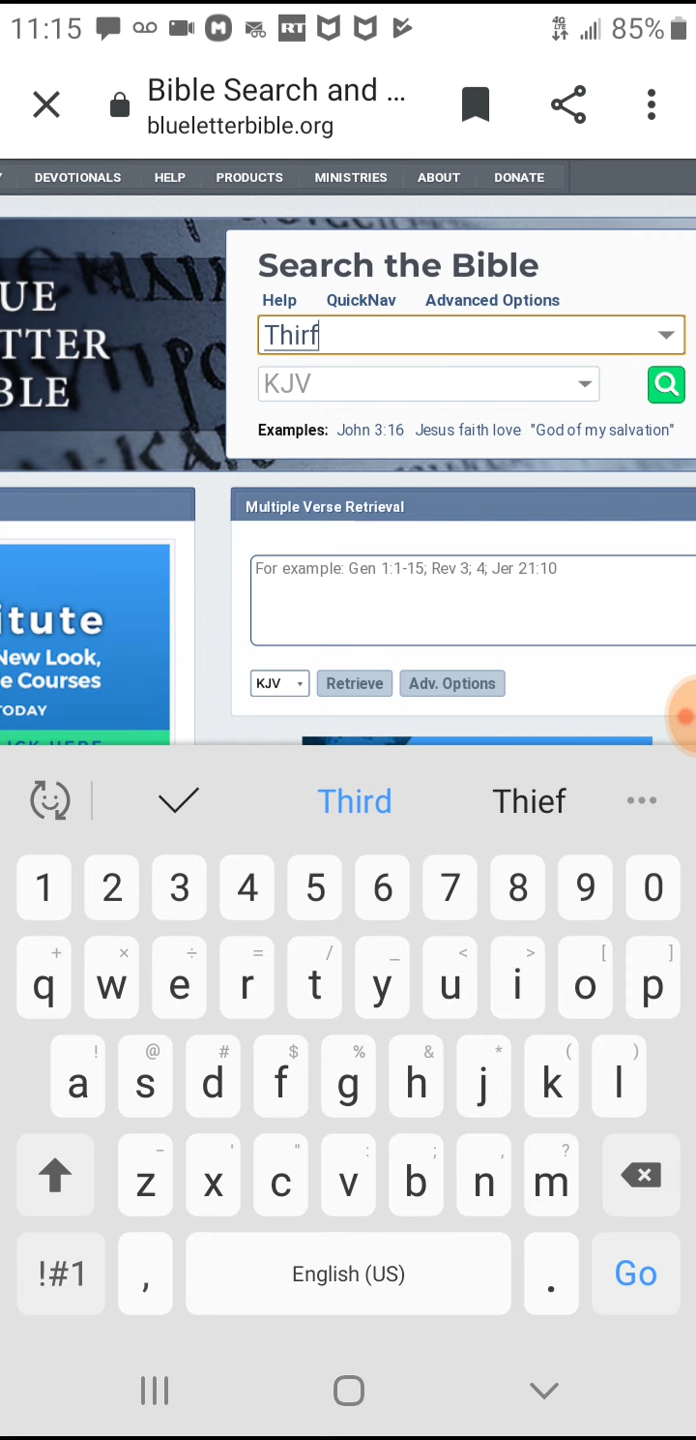 11:15 M RT 4G LTE 85%
Bible Search and ...
blueletterbible.org
DEVOTIONALS HELP PRODUCTS MINISTRIES ABOUT DONATE
UE
TTER
BLE
Search the Bible
Help QuickNav Advanced Options
Thirf
KJV
Examples: John 3:16 Jesus faith love "God of my salvation"
Multiple Verse Retrieval
For example: Gen 1:1-15; Rev 3; 4; Jer 21:10
KJV Retrieve Adv. Options
itute
New Look,
e Courses
TODAY
Third Thief •••
1 2 3 4 5 6 7 8 9 0
+ × ÷ = / _ < > [ ]
q w e r t y u i o p
! @ # $ % & * ( )
a s d f g h j k l
- ' " : ; , ?
z x c v b n m
!#1 , English (US) . Go